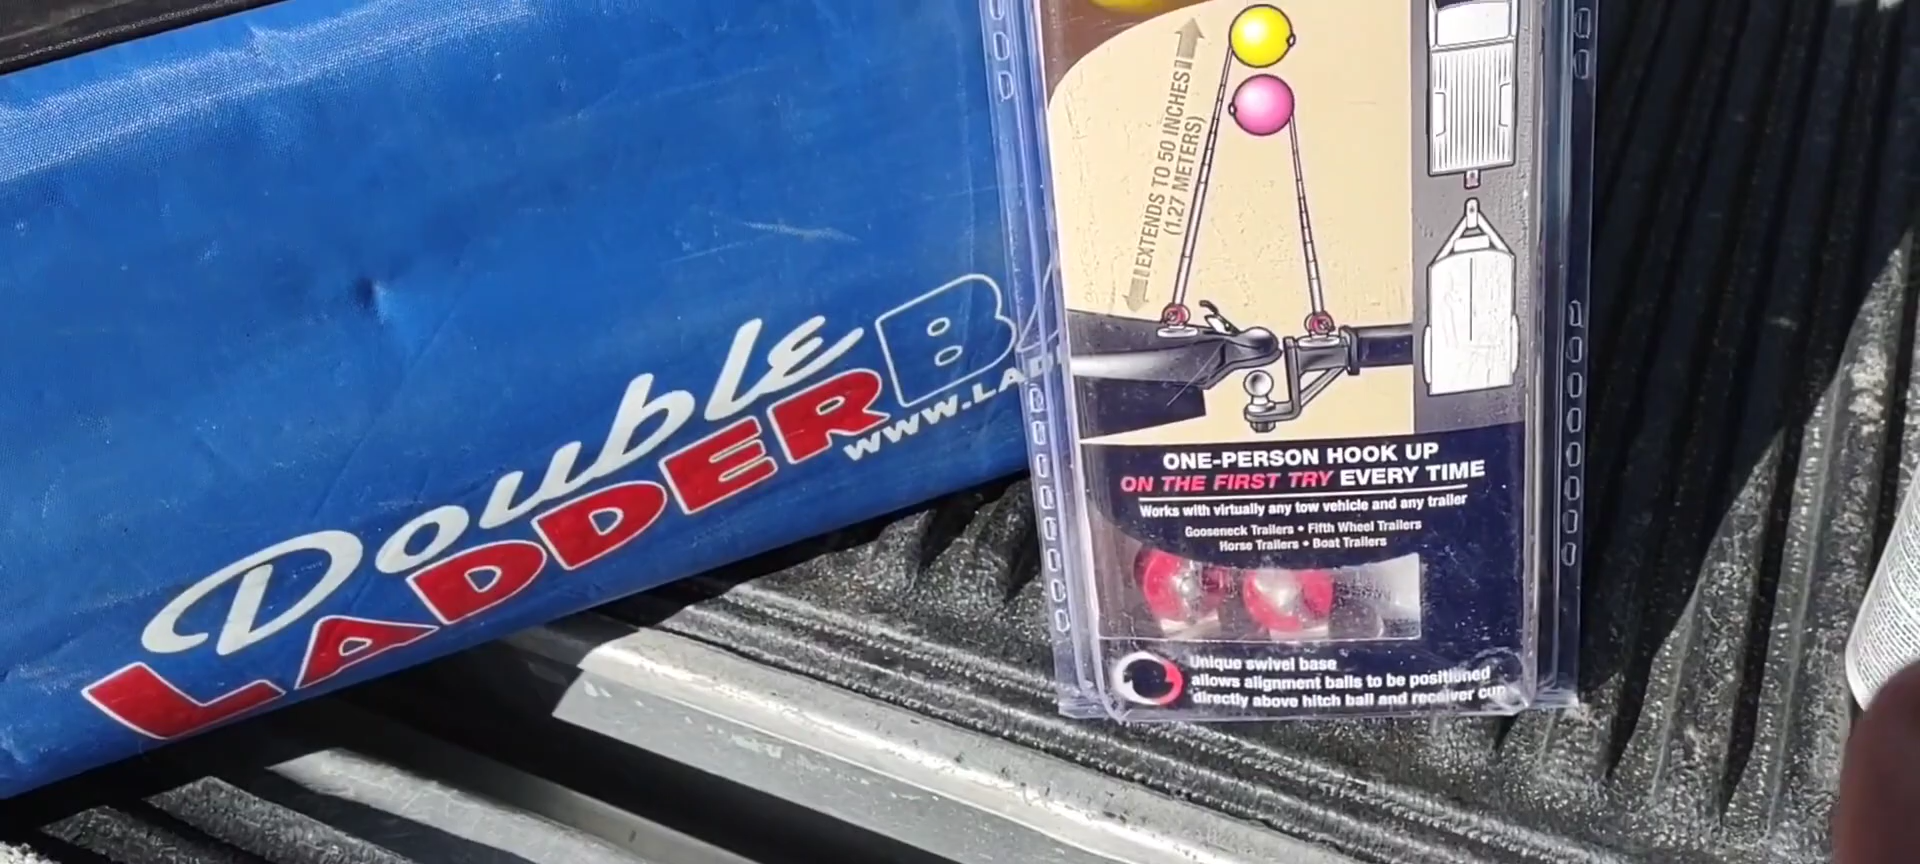 Double
LADDER
EXTENDS TO 50 INCHES
(1.27 METERS)
ONE-PERSON HOOK UP
ON THE FIRST TRY EVERY TIME
Works with virtually any tow vehicle and any trailer
Gooseneck Trailers • Fifth Wheel Trailers
Horse Trailers • Boat Trailers
Unique swivel base
allows alignment balls to be positioned
directly above hitch ball and receiver cup